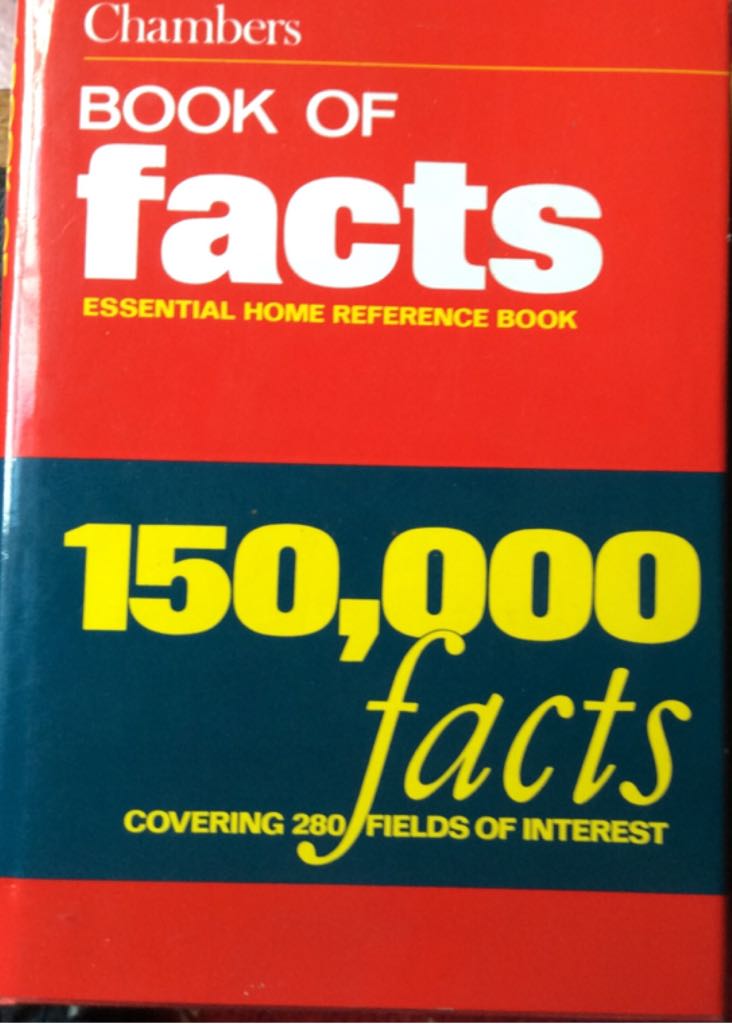 Chambers
BOOK OF
facts
ESSENTIAL HOME REFERENCE BOOK
150,000
facts
COVERING 280 FIELDS OF INTEREST